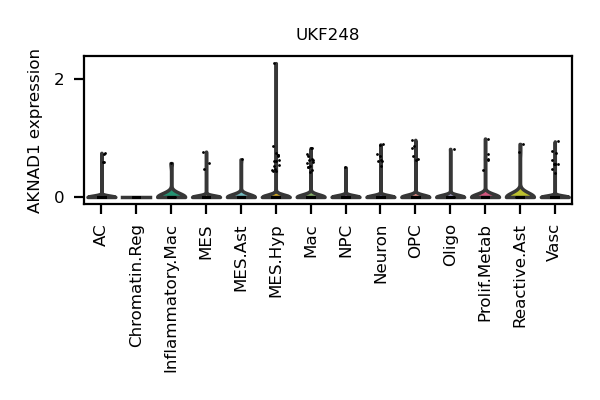 UKF248
AKNAD1 expression
2
0
AC
Chromatin.Reg
Inflammatory.Mac
MES
MES.Ast
MES.Hyp
Mac
NPC
Neuron
OPC
Oligo
Prolif.Metab
Reactive.Ast
Vasc